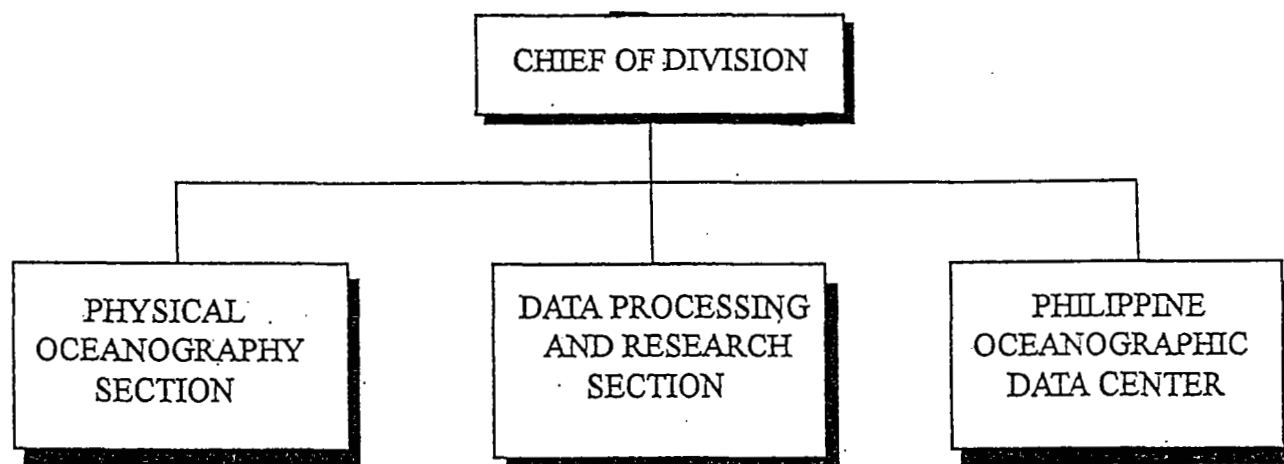 CHIEF OF DIVISION
PHYSICAL
OCEANOGRAPHY
SECTION
DATA PROCESSING
AND RESEARCH
SECTION
PHILIPPINE
OCEANOGRAPHIC
DATA CENTER